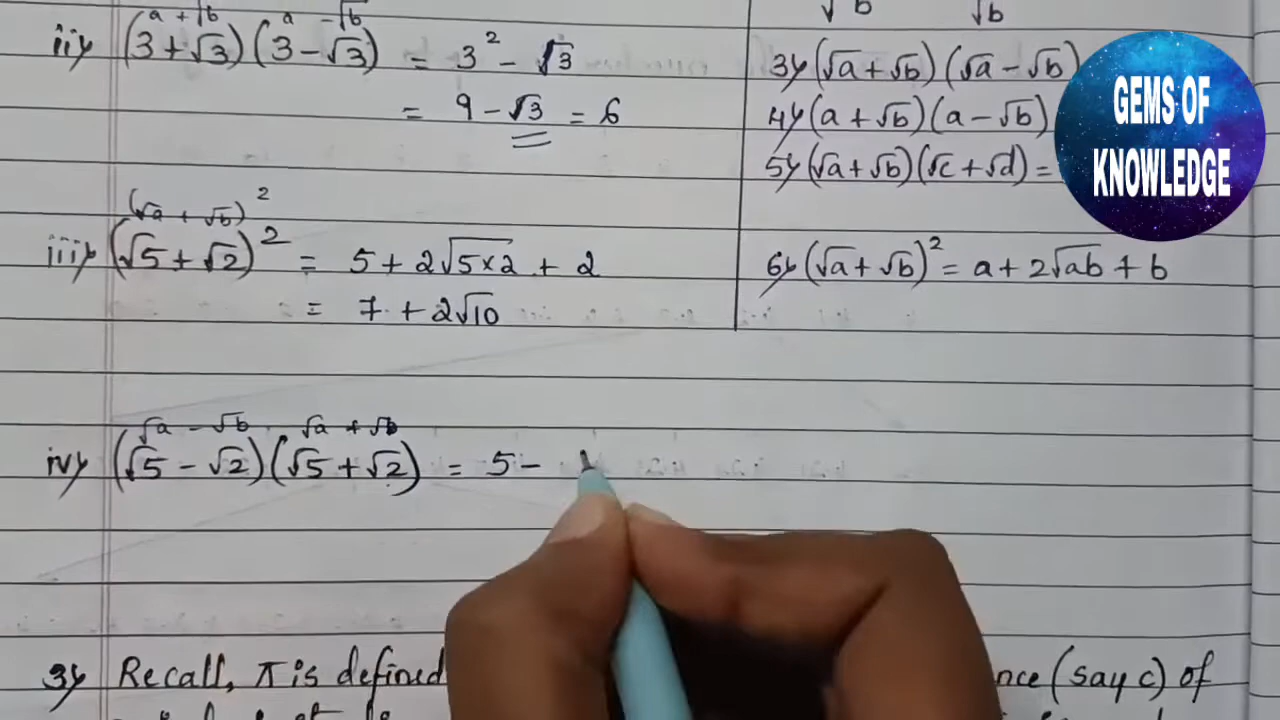 √b √b
a + √b a - √b
ii) (3 + √3) (3 - √3) = 3² - √3
= 9 - √3 = 6
(√a + √b)²
iii) (√5 + √2)² = 5 + 2√5×2 + 2
= 7 + 2√10
√a - √b √a + √b
iv) (√5 - √2)(√5 + √2) = 5 -
3) (√a + √b)(√a - √b)
4) (a + √b)(a - √b)
5) (√a + √b)(√c + √d) =
6) (√a + √b)² = a + 2√ab + b
GEMS OF
KNOWLEDGE
3) Recall, π is defined nce (say c) of